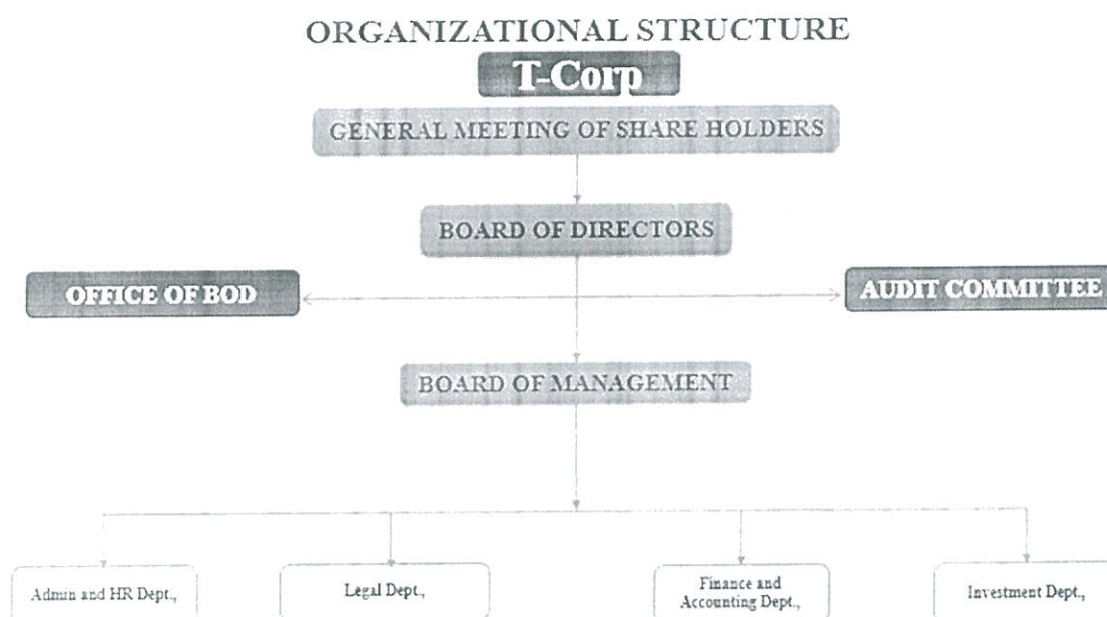 ORGANIZATIONAL STRUCTURE
T-Corp
GENERAL MEETING OF SHARE HOLDERS
BOARD OF DIRECTORS
OFFICE OF BOD
AUDIT COMMITTEE
BOARD OF MANAGEMENT
Admin and HR Dept.,
Legal Dept.,
Finance and
Accounting Dept.,
Investment Dept.,